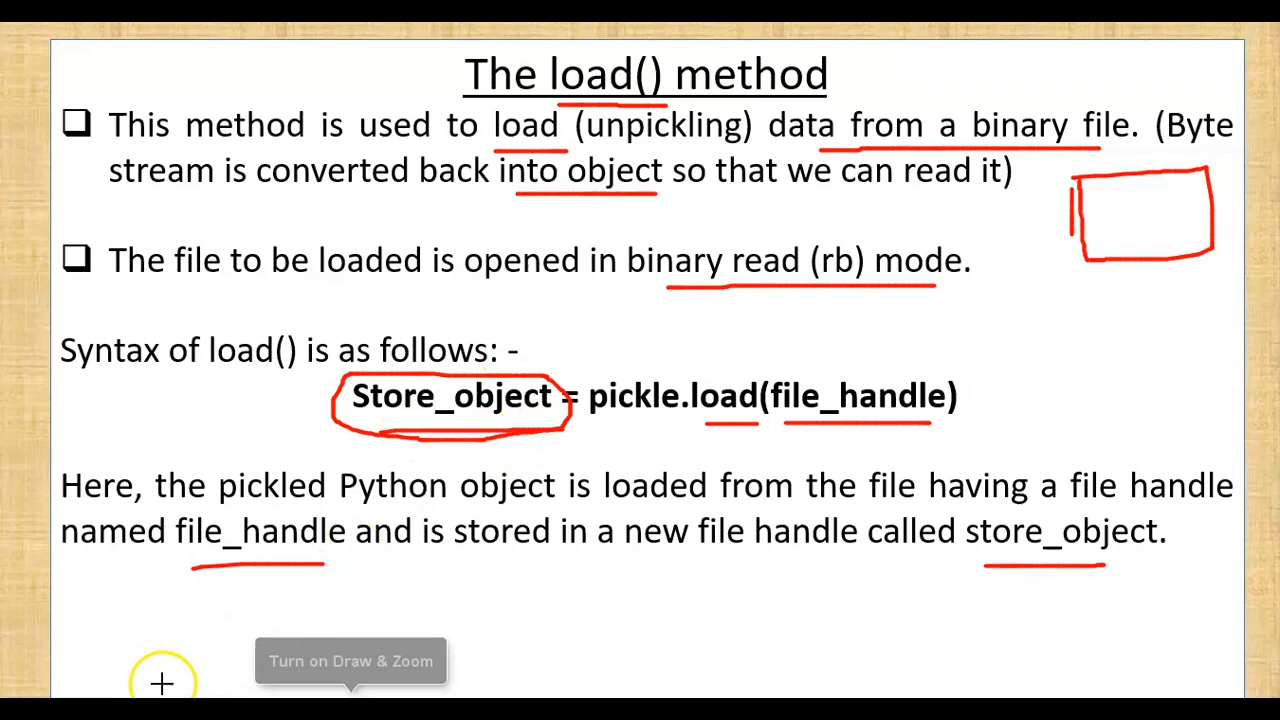 The load() method
This method is used to load (unpickling) data from a binary file. (Byte
stream is converted back into object so that we can read it)
The file to be loaded is opened in binary read (rb) mode.
Syntax of load() is as follows: -
Store_object = pickle.load(file_handle)
Here, the pickled Python object is loaded from the file having a file handle
named file_handle and is stored in a new file handle called store_object.
Turn on Draw & Zoom